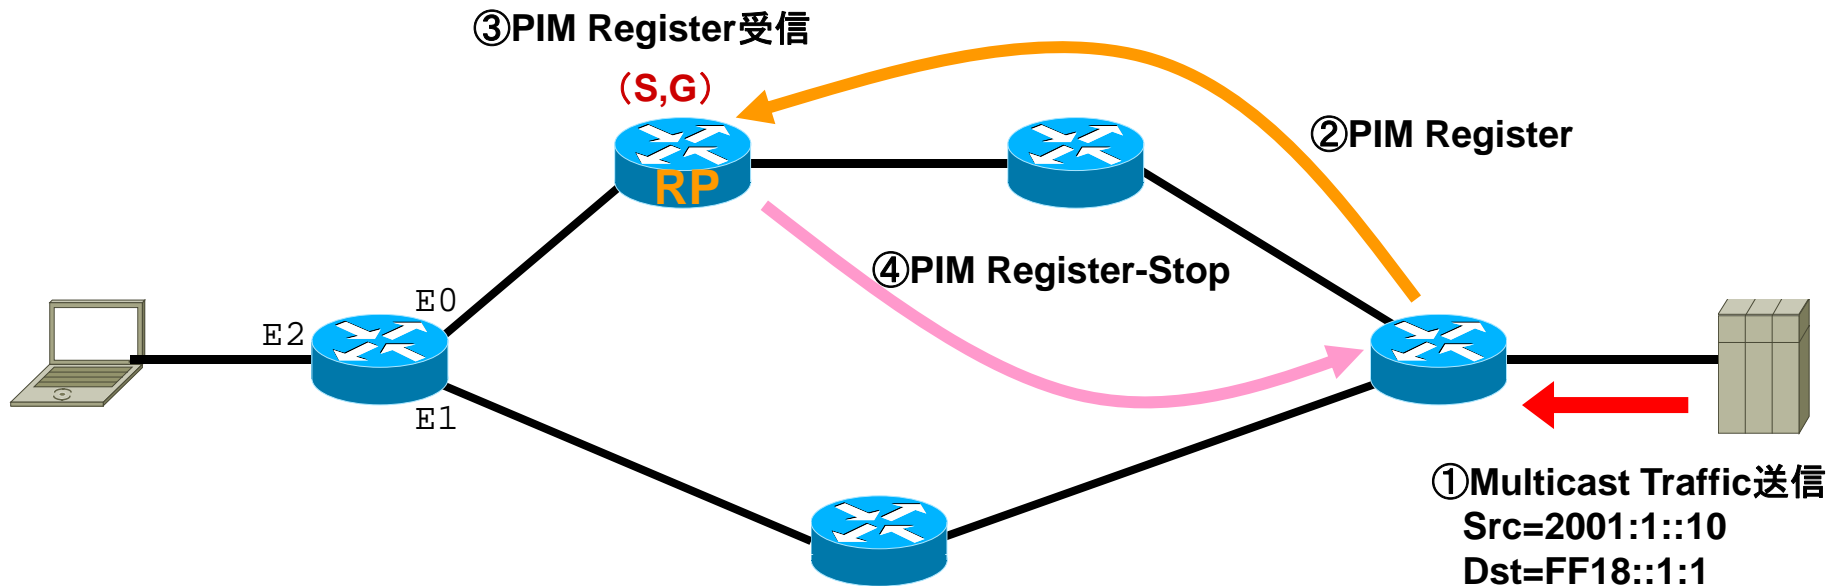 ③PIM Register受信
（S,G）
RP
②PIM Register
④PIM Register-Stop
E0
E2
E1
①Multicast Traffic送信
Src=2001:1::10
Dst=FF18::1:1